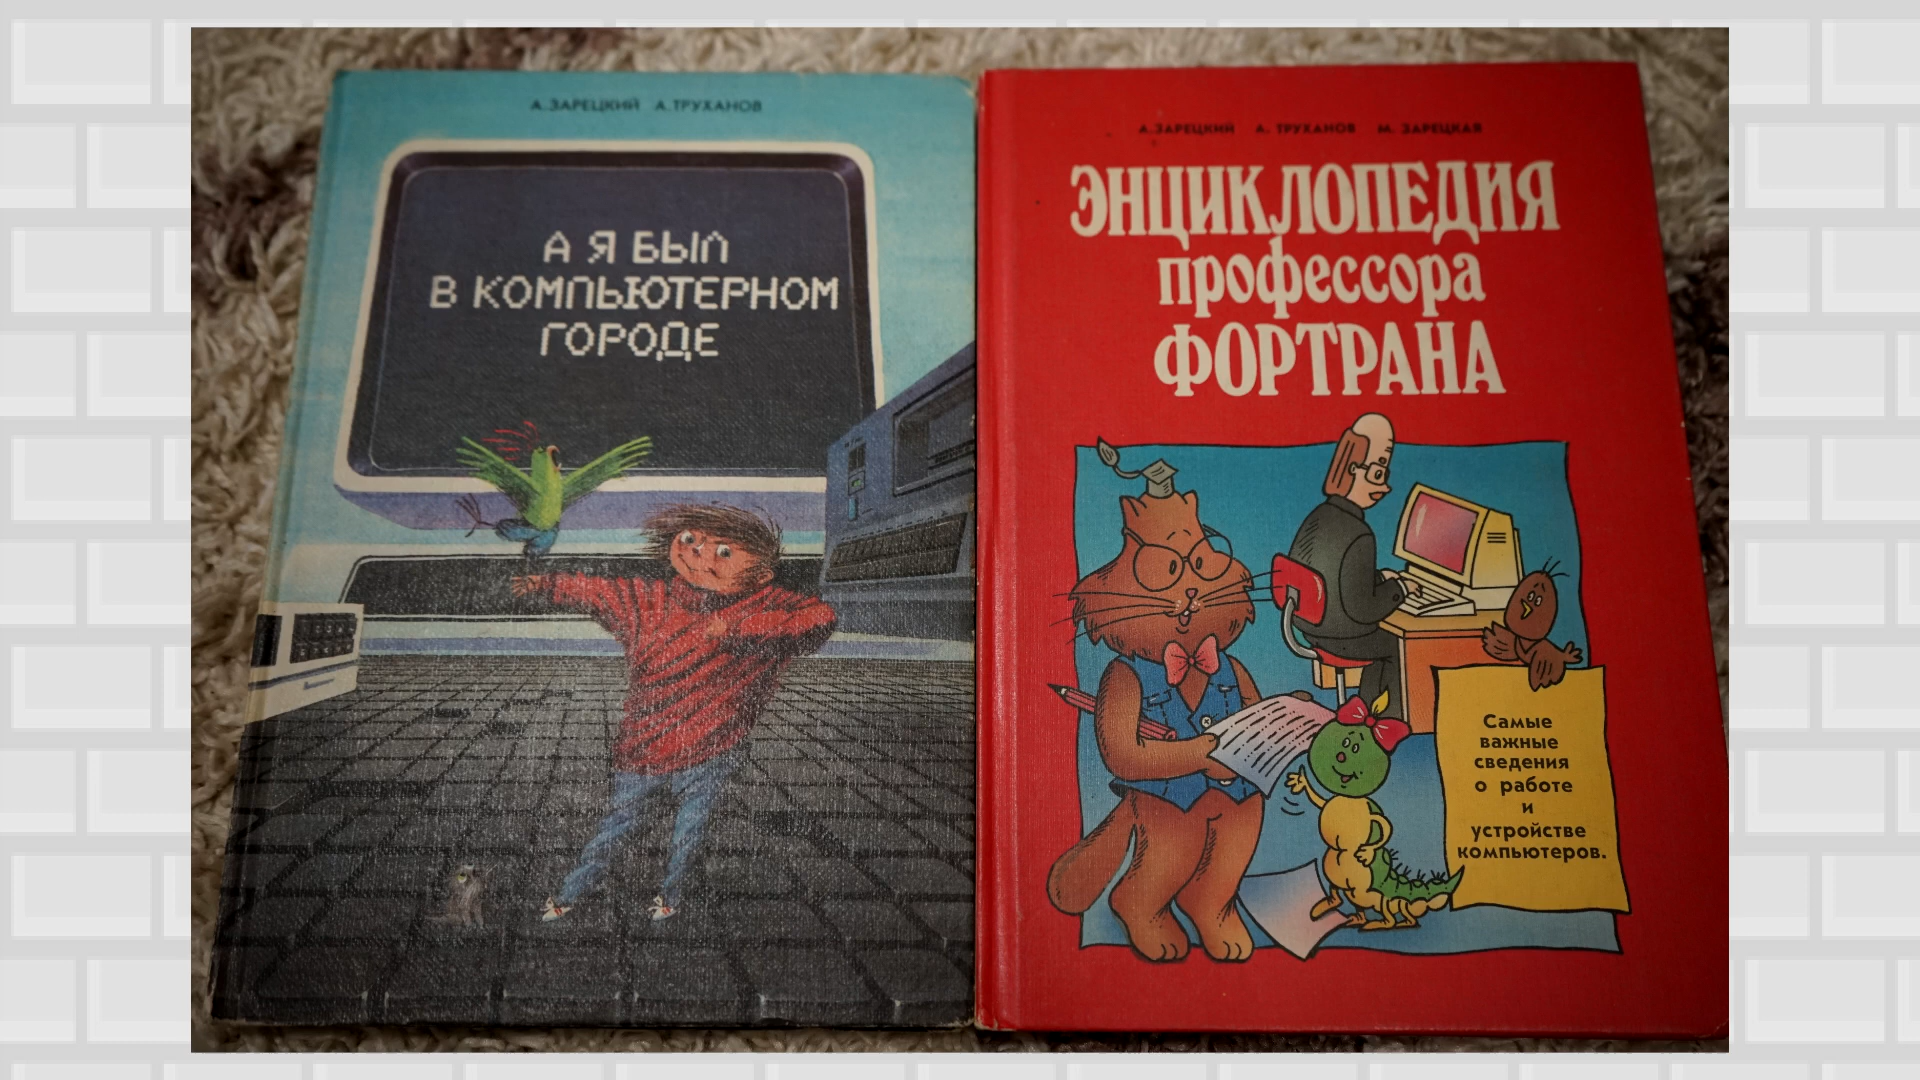 А. ЗАРЕЦКИЙ А. ТРУХАНОВ
А Я БЫЛ
В КОМПЬЮТЕРНОМ
ГОРОДЕ
А. ЗАРЕЦКИЙ А. ТРУХАНОВ М. ЗАРЕЦКАЯ
ЭНЦИКЛОПЕДИЯ
профессора
ФОРТРАНА
Самые
важные
сведения
о работе
и
устройстве
компьютеров.